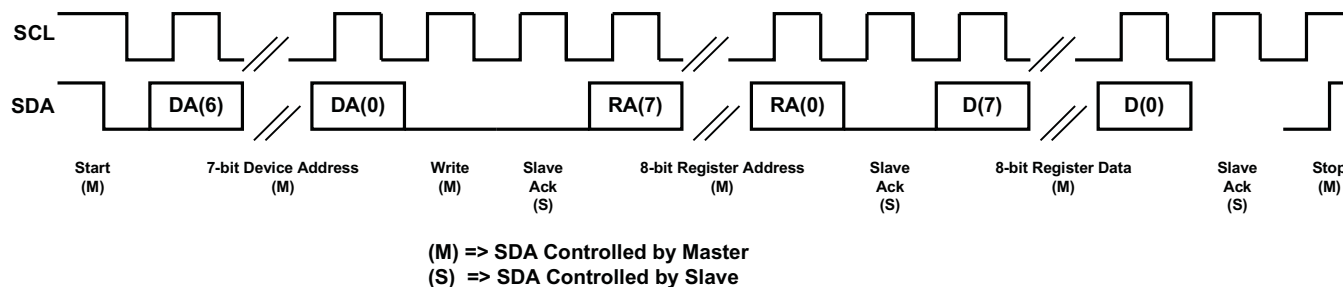 SCL
SDA
DA(6)
DA(0)
RA(7)
RA(0)
D(7)
D(0)
Start
(M)
7-bit Device Address
(M)
Write
(M)
Slave
Ack
(S)
8-bit Register Address
(M)
Slave
Ack
(S)
8-bit Register Data
(M)
Slave
Ack
(S)
Stop
(M)
(M) => SDA Controlled by Master
(S) => SDA Controlled by Slave